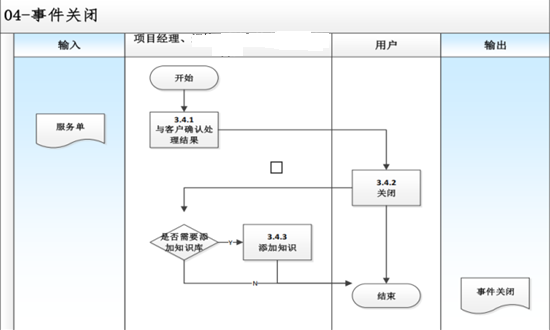 04-事件关闭
输入
项目经理、
用户
输出
开始
服务单
3.4.1
与客户确认处
理结果
3.4.2
关闭
是否需要添
加知识库
Y
3.4.3
添加知识
N
结束
事件关闭